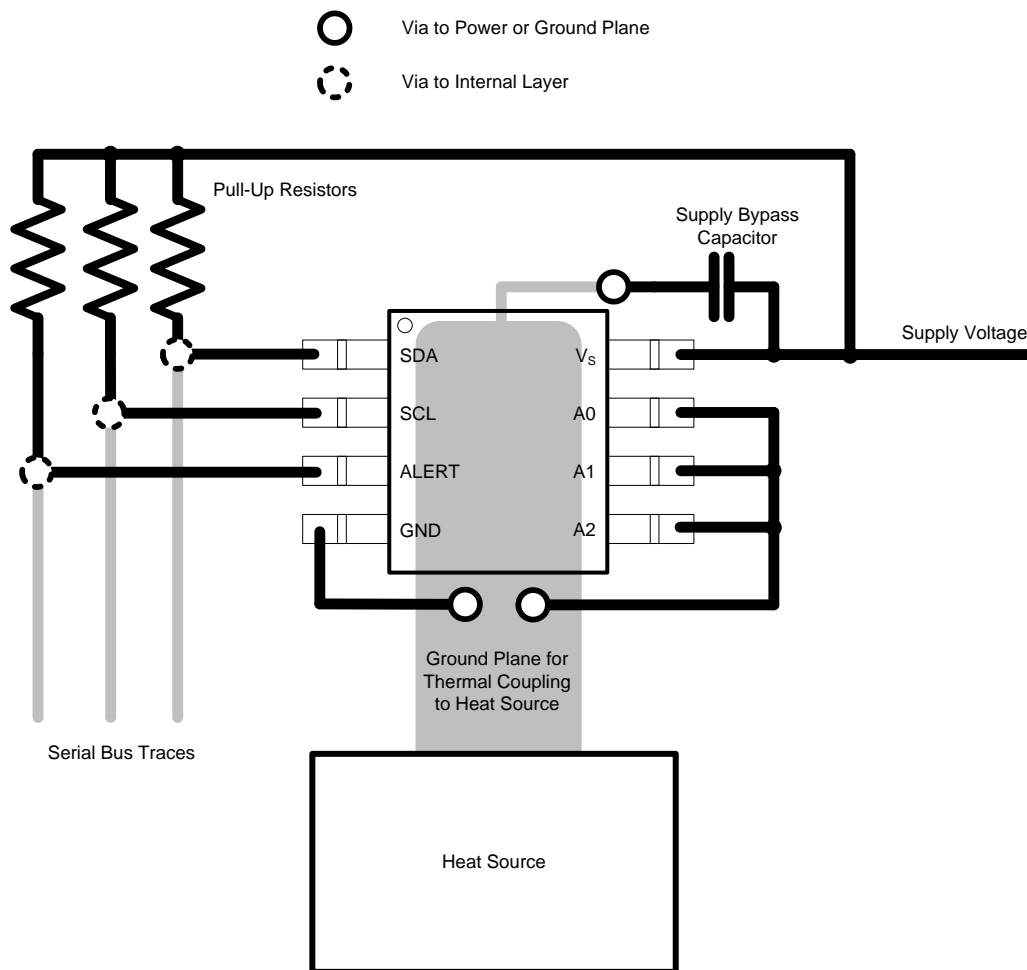 Via to Power or Ground Plane
Via to Internal Layer
Pull-Up Resistors
Supply Bypass
Capacitor
Supply Voltage
SDA
VS
SCL
A0
ALERT
A1
GND
A2
Ground Plane for
Thermal Coupling
to Heat Source
Serial Bus Traces
Heat Source